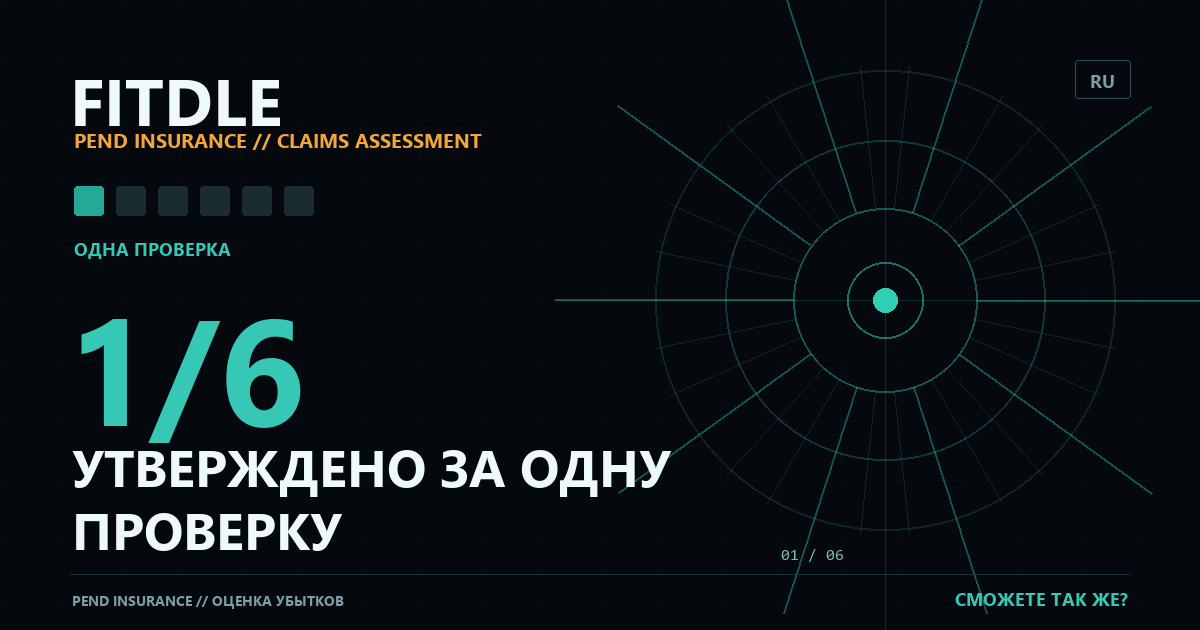 FITDLE
RU
PEND INSURANCE // CLAIMS ASSESSMENT
ОДНА ПРОВЕРКА
1/6
УТВЕРЖДЕНО ЗА ОДНУ
ПРОВЕРКУ
01 / 06
PEND INSURANCE // ОЦЕНКА УБЫТКОВ
СМОЖЕТЕ ТАК ЖЕ?